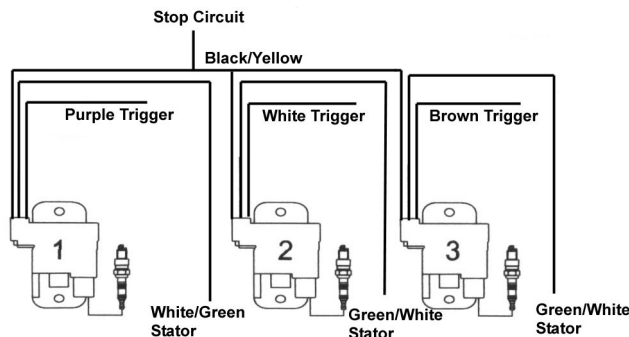 Stop Circuit
Black/Yellow
Purple Trigger
White Trigger
Brown Trigger
1
2
3
White/Green
Stator
Green/White
Stator
Green/White
Stator